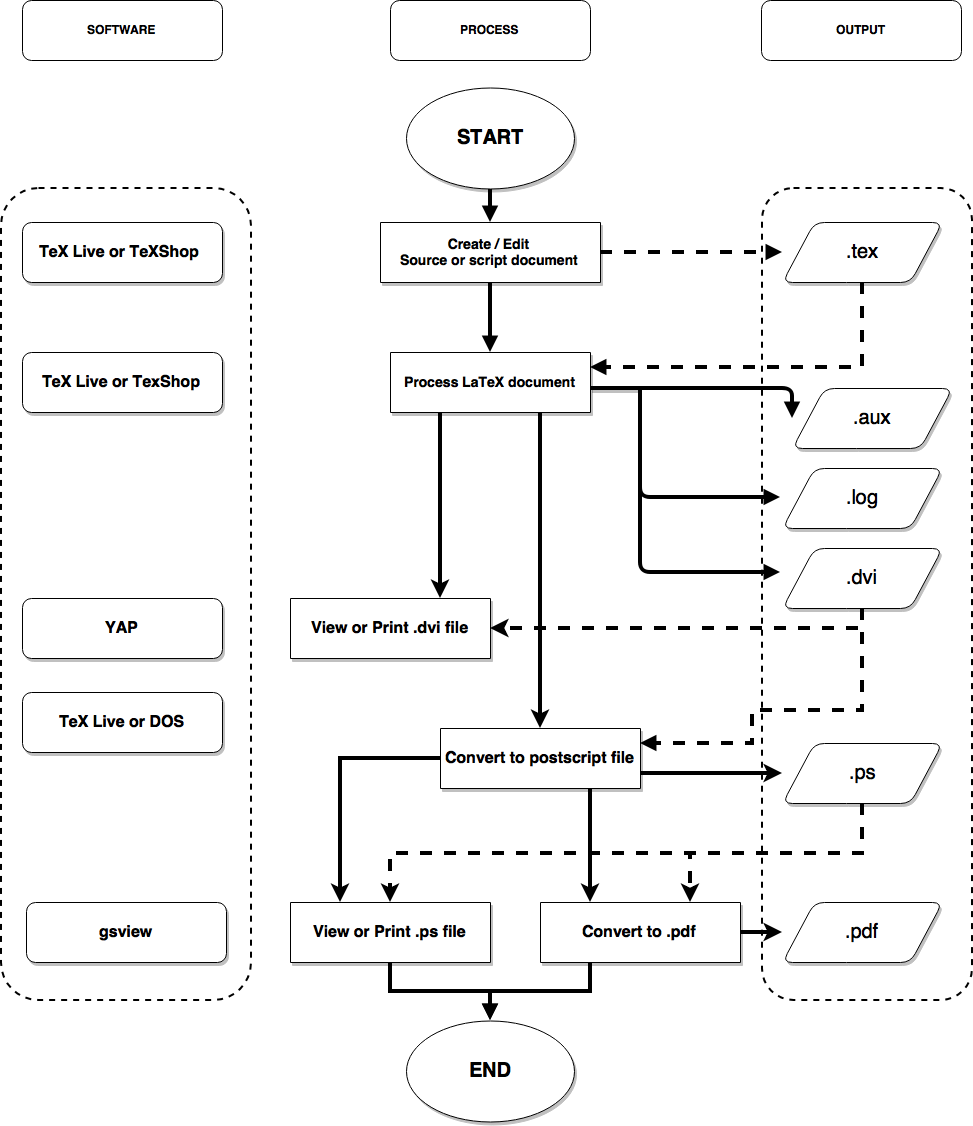 SOFTWARE
PROCESS
OUTPUT
START
TeX Live or TeXShop
Create / Edit
Source or script document
.tex
TeX Live or TexShop
Process LaTeX document
.aux
.log
.dvi
YAP
View or Print .dvi file
TeX Live or DOS
Convert to postscript file
.ps
gsview
View or Print .ps file
Convert to .pdf
.pdf
END